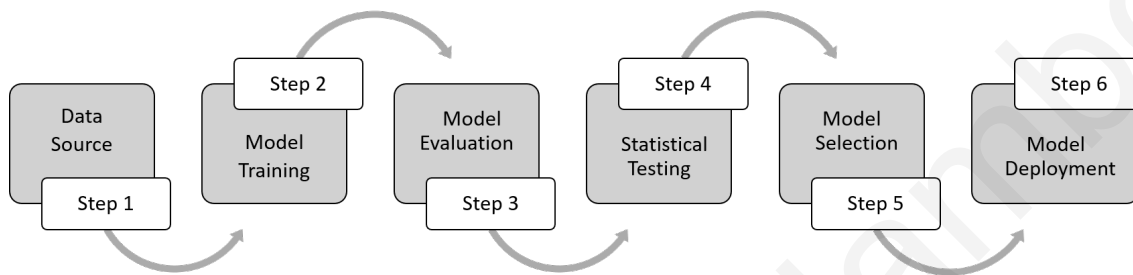 Data
Source
Step 1
Step 2
Model
Training
Model
Evaluation
Step 3
Step 4
Statistical
Testing
Model
Selection
Step 5
Step 6
Model
Deployment